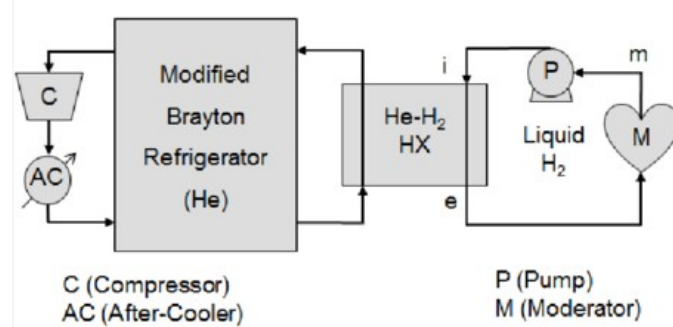 C
AC
Modified
Brayton
Refrigerator
(He)
He-H₂
HX
i
e
P
m
Liquid
H₂
M
C (Compressor)
AC (After-Cooler)
P (Pump)
M (Moderator)